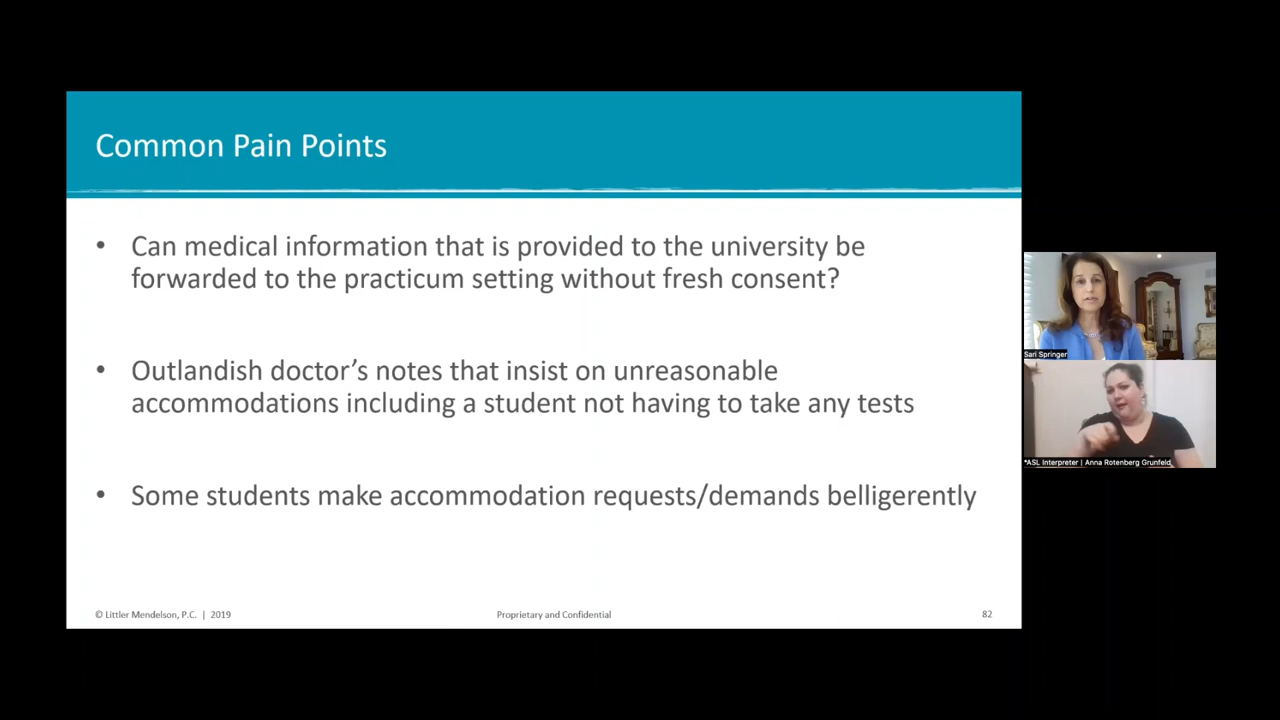 Common Pain Points
• Can medical information that is provided to the university be
forwarded to the practicum setting without fresh consent?
• Outlandish doctor’s notes that insist on unreasonable
accommodations including a student not having to take any tests
• Some students make accommodation requests/demands belligerently
© Littler Mendelson, P.C. | 2019
Proprietary and Confidential
82
Sari Springer
*ASL Interpreter | Anna Rotenberg Grunfeld